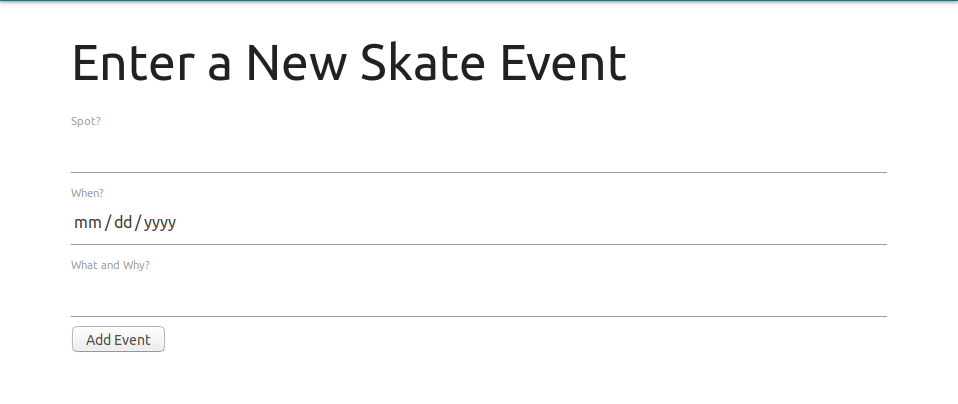 Enter a New Skate Event
Spot?
When?
mm/dd/yyyy
What and Why?
Add Event